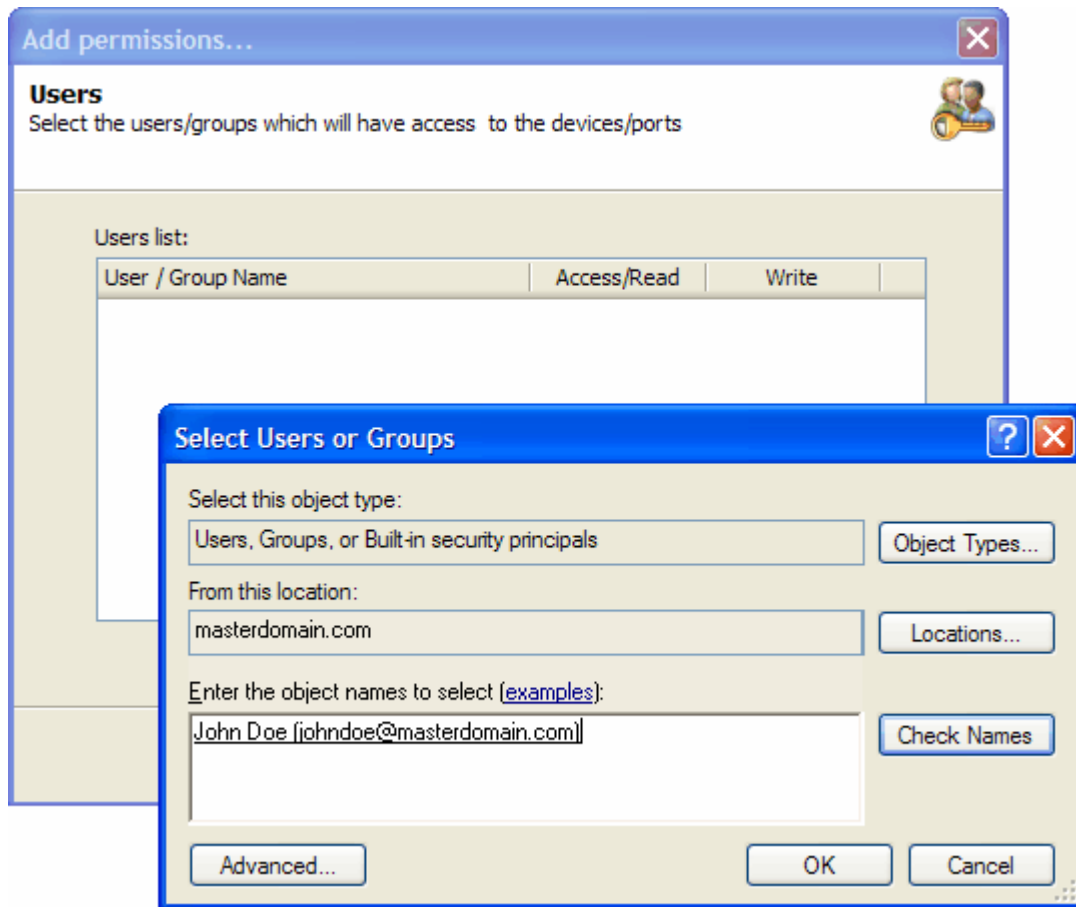 Add permissions...
Users
Select the users/groups which will have access to the devices/ports
Users list:
User / Group Name Access/Read Write
Select Users or Groups
Select this object type:
Users, Groups, or Built-in security principals Object Types...
From this location:
masterdomain.com Locations...
Enter the object names to select (examples):
John Doe (johndoe@masterdomain.com) Check Names
Advanced... OK Cancel